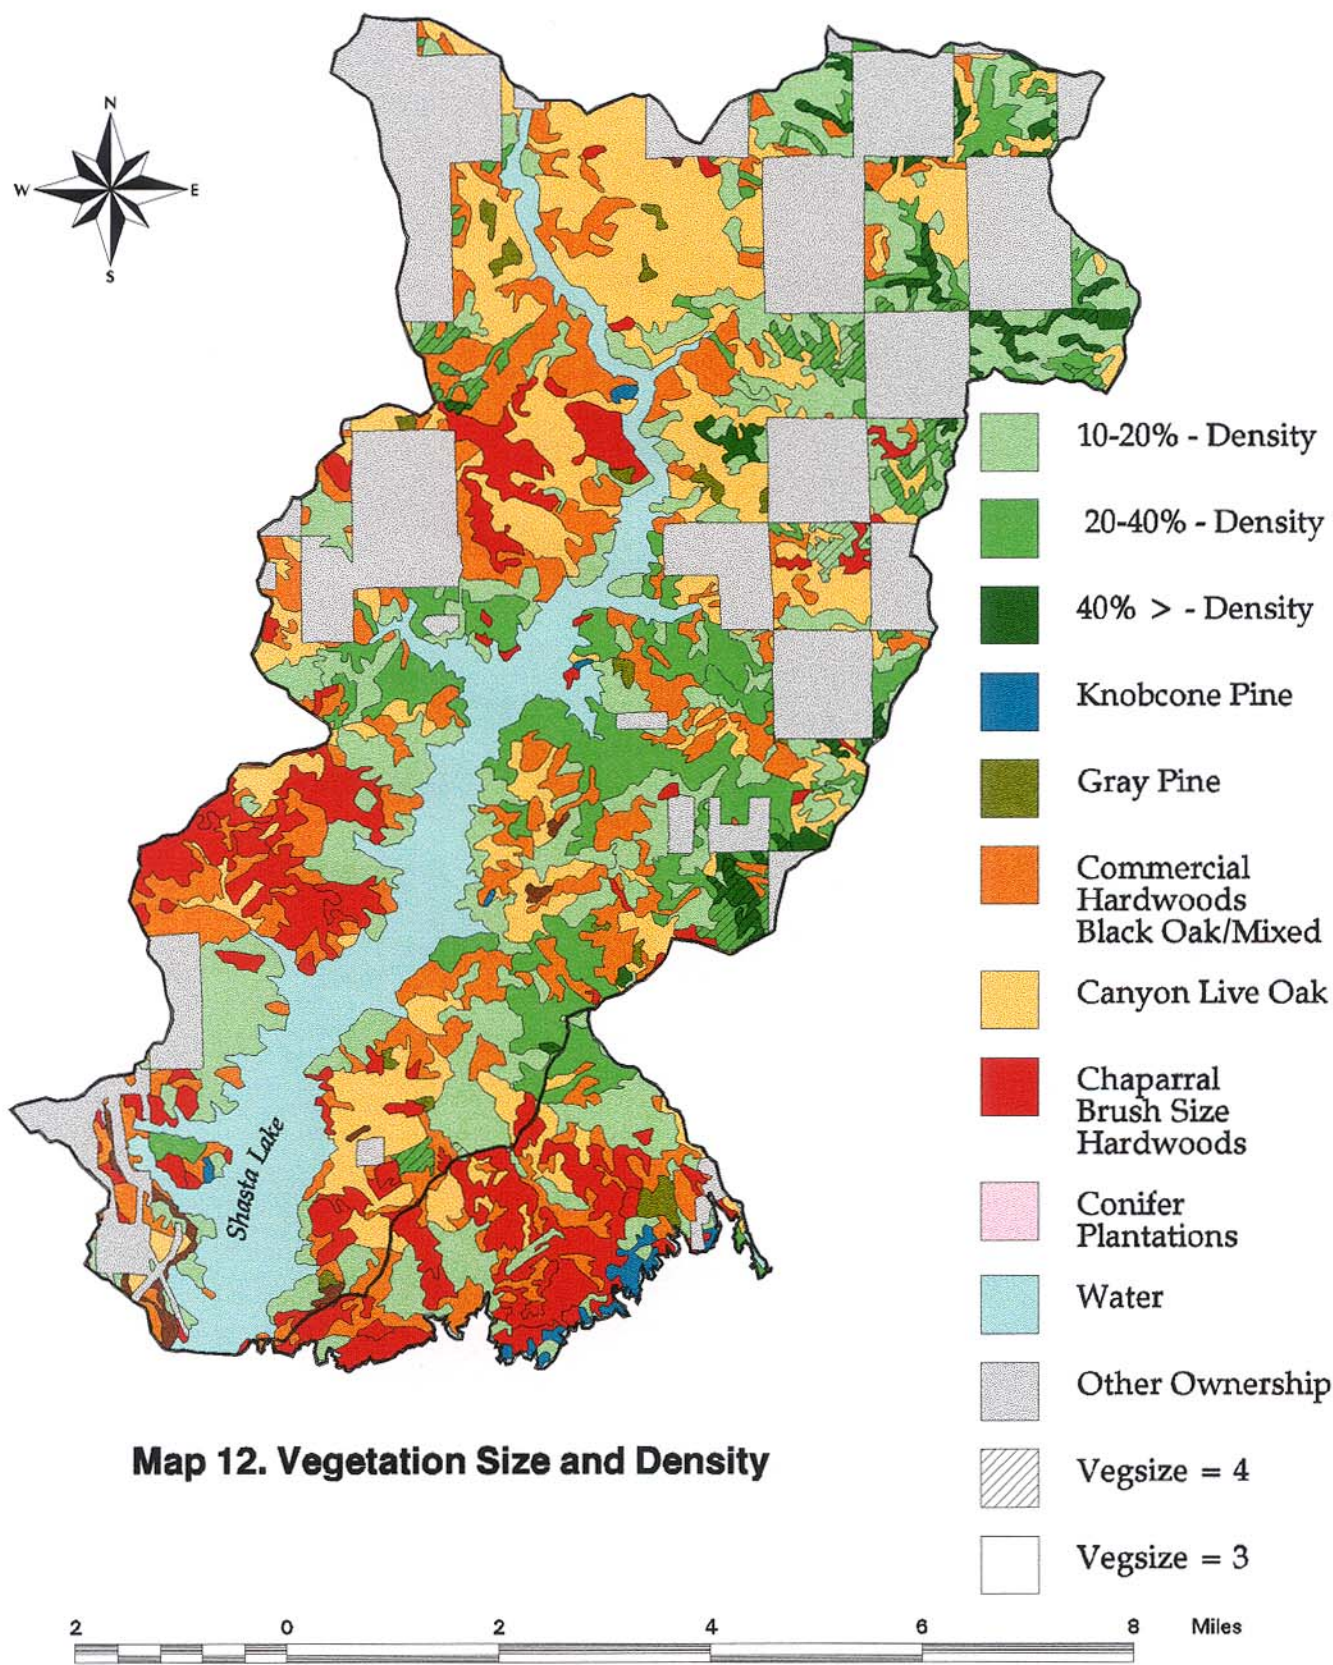 N
W
E
S
10-20% - Density
20-40% - Density
40% > - Density
Knobcone Pine
Gray Pine
Commercial
Hardwoods
Black Oak/Mixed
Canyon Live Oak
Chaparral
Brush Size
Hardwoods
Conifer
Plantations
Water
Other Ownership
Vegsize = 4
Vegsize = 3
Shasta Lake
Map 12. Vegetation Size and Density
2 0 2 4 6 8 Miles